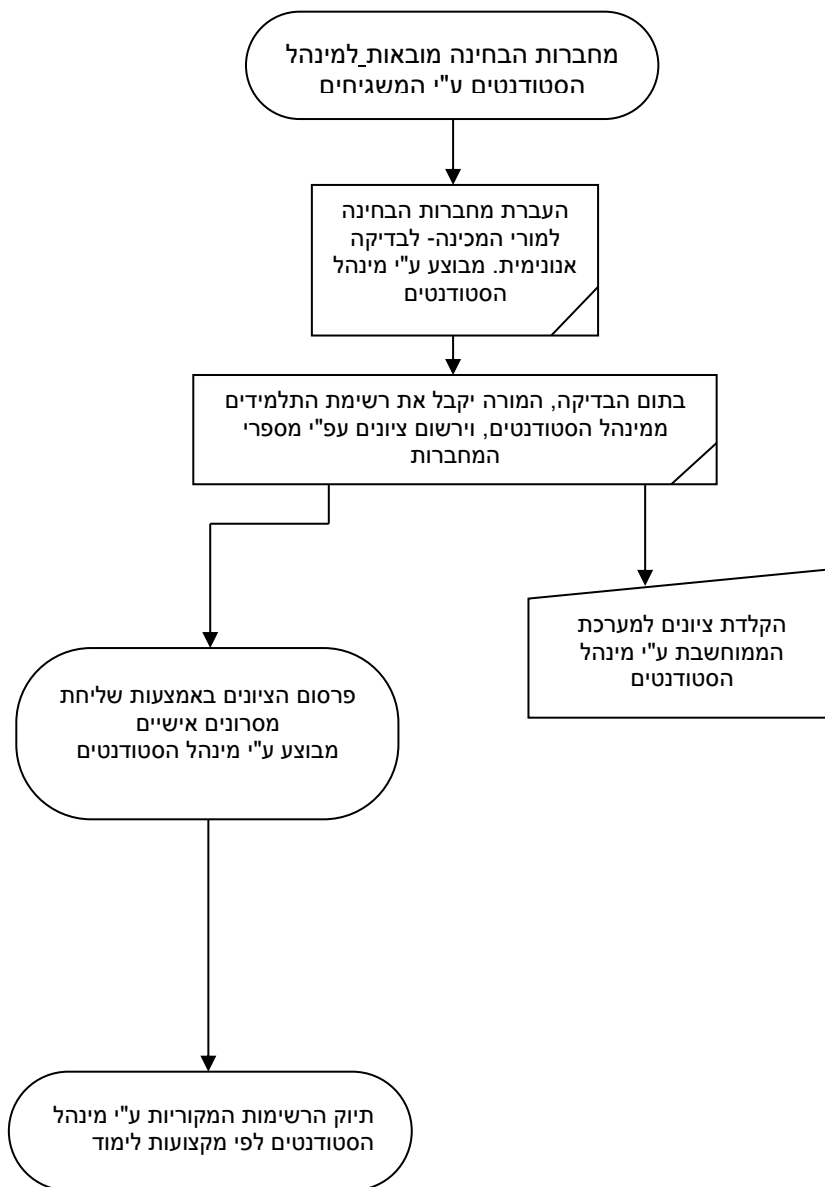 מחברות הבחינה מובאות למינהל
הסטודנטים ע"י המשגיחים
העברת מחברות הבחינה
למורי המכינה- לבדיקה
אנונימית. מבוצע ע"י מינהל
הסטודנטים
בתום הבדיקה, המורה יקבל את רשימת התלמידים
ממינהל הסטודנטים, וירשום ציונים עפ"י מספרי
המחברות
הקלדת ציונים למערכת
הממוחשבת ע"י מינהל
הסטודנטים
פרסום הציונים באמצעות שליחת
מסרונים אישיים
מבוצע ע"י מינהל הסטודנטים
תיוק הרשימות המקוריות ע"י מינהל
הסטודנטים לפי מקצועות לימוד